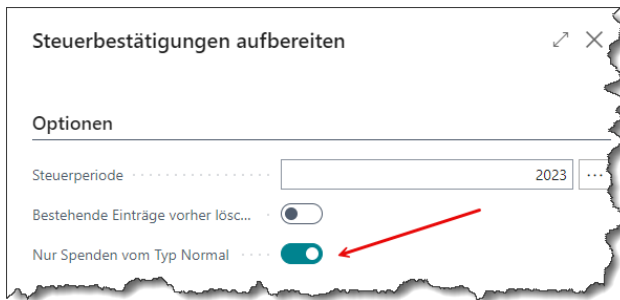 Steuerbestätigungen aufbereiten
Optionen
Steuerperiode 2023 ...
Bestehende Einträge vorher lösc...
Nur Spenden vom Typ Normal